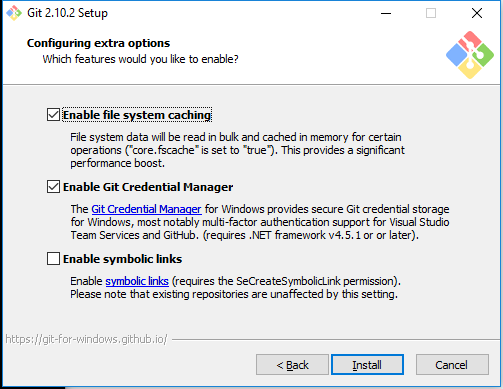 Git 2.10.2 Setup
Configuring extra options
Which features would you like to enable?
Enable file system caching
File system data will be read in bulk and cached in memory for certain
operations ("core.fscache" is set to "true"). This provides a significant
performance boost.
Enable Git Credential Manager
The Git Credential Manager for Windows provides secure Git credential storage
for Windows, most notably multi-factor authentication support for Visual Studio
Team Services and GitHub. (requires .NET framework v4.5.1 or or later).
Enable symbolic links
Enable symbolic links (requires the SeCreateSymbolicLink permission).
Please note that existing repositories are unaffected by this setting.
https://git-for-windows.github.io/
< Back Install Cancel